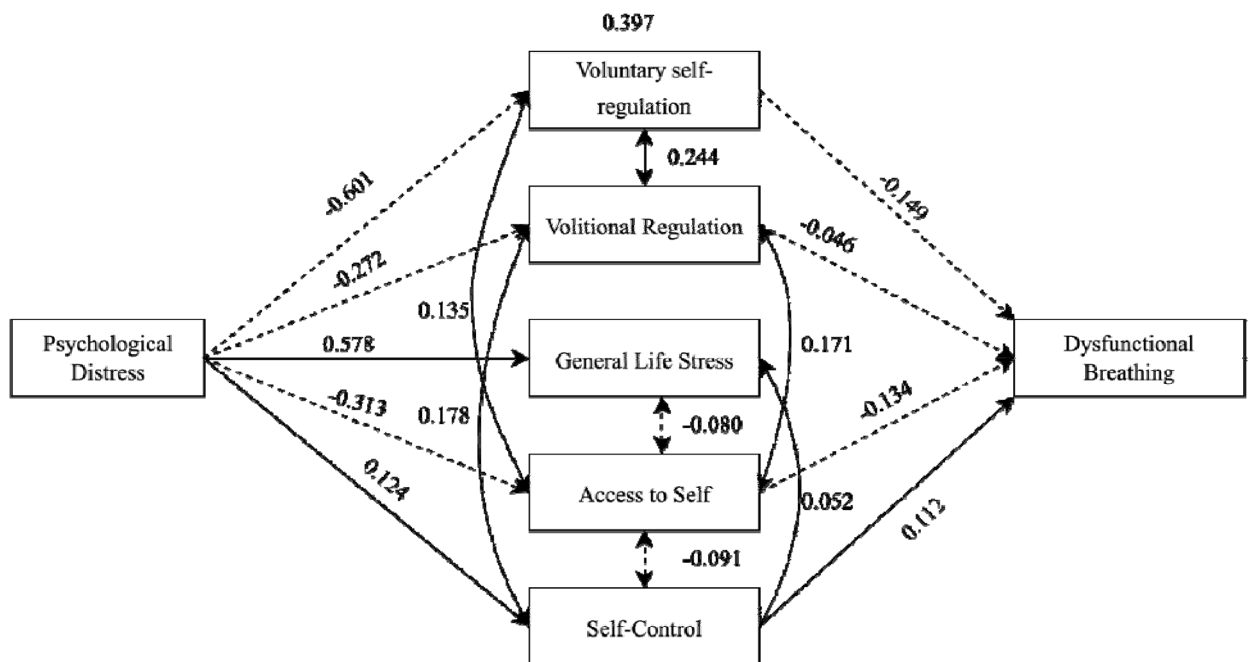 0.397
Voluntary self-
regulation
0.244
-0.601
-0.149
Volitional Regulation
-0.046
-0.272
0.135
Psychological
Distress
0.578
General Life Stress
0.171
Dysfunctional
Breathing
-0.313
0.178
-0.080
-0.134
0.124
Access to Self
0.052
0.112
-0.091
Self-Control